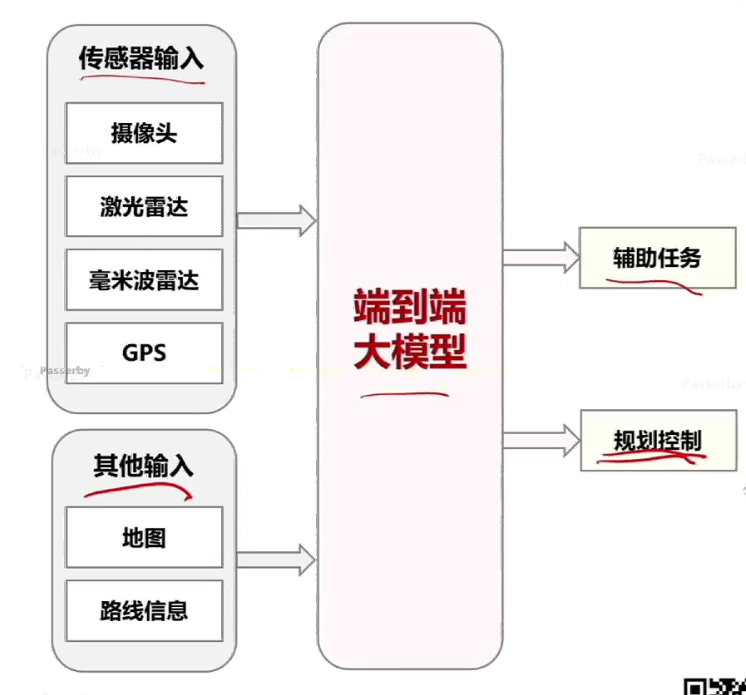 传感器输入
摄像头
激光雷达
毫米波雷达
GPS
其他输入
地图
路线信息
端到端
大模型
辅助任务
规划控制
Passerby
Passerby
Passerby